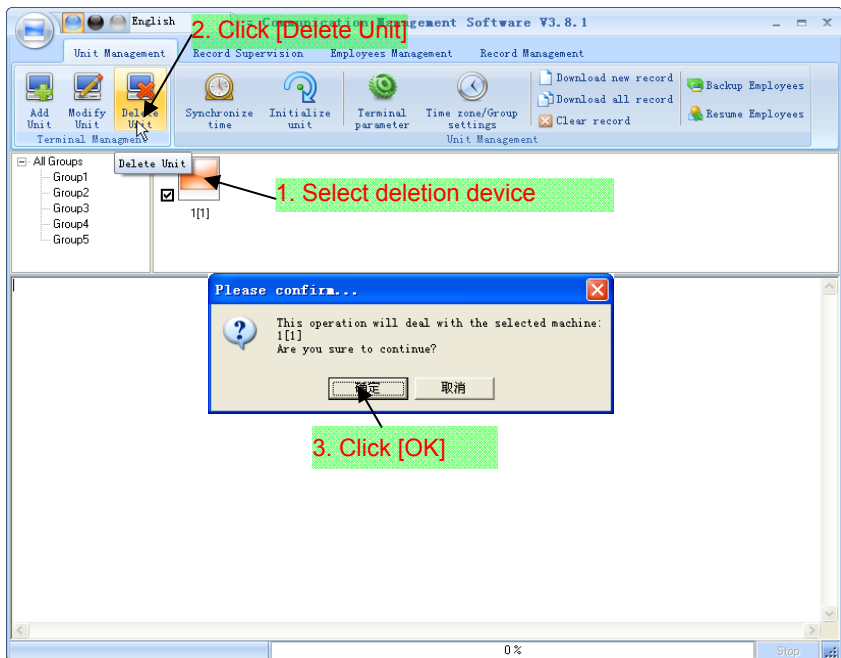 English
Communication Management Software V3.8.1
2. Click [Delete Unit]
Unit Management
Record Supervision
Employees Management
Record Management
Add Unit
Modify Unit
Delete Unit
Synchronize time
Initialize unit
Terminal parameter
Time zone/Group settings
Download new record
Download all record
Clear record
Backup Employees
Resume Employees
Terminal Managment
Unit Management
Delete Unit
All Groups
Group1
Group2
Group3
Group4
Group5
1[1]
1. Select deletion device
Please confirm...
This operation will deal with the selected machine:
1[1]
Are you sure to continue?
取消
3. Click [OK]
0%
Stop